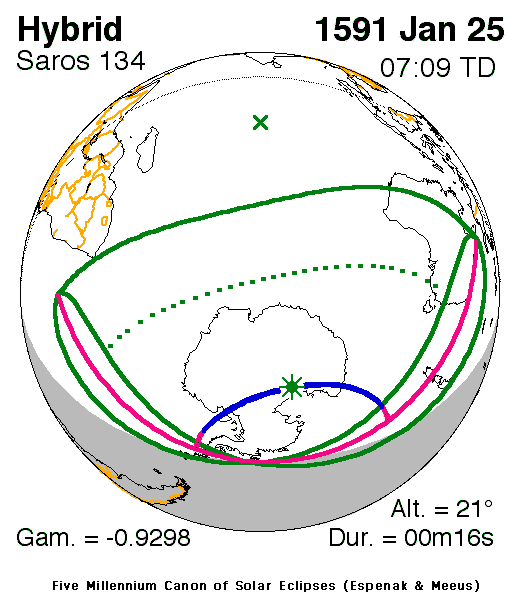 Hybrid
1591 Jan 25
Saros 134
07:09 TD
Alt. = 21°
Gam. = -0.9298
Dur. = 00m16s
Five Millennium Canon of Solar Eclipses (Espenak & Meeus)